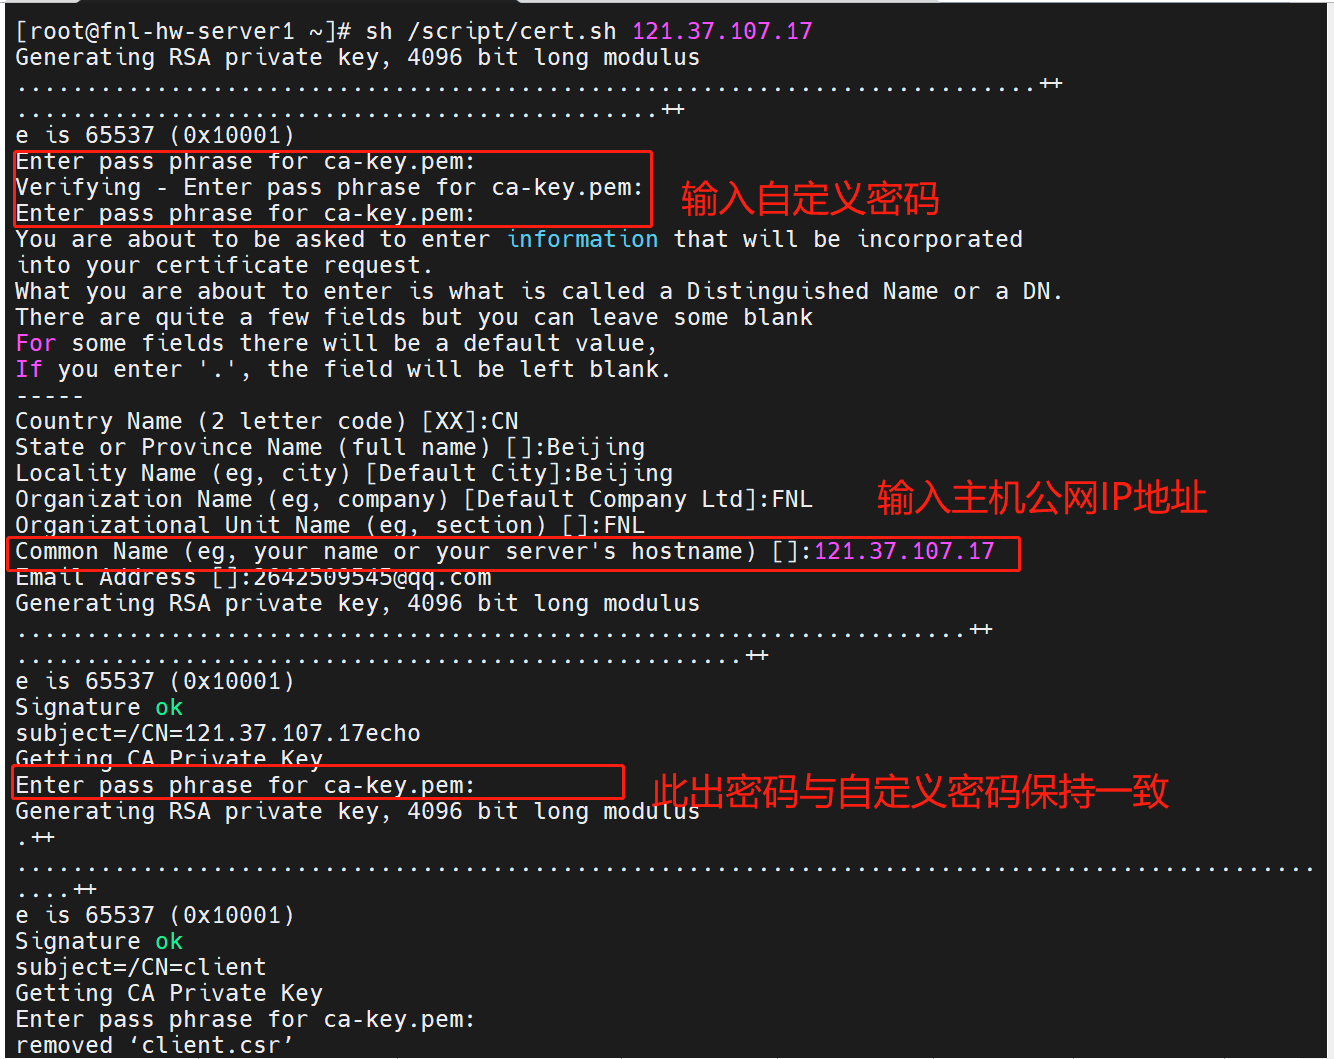 [root@fnl-hw-server1 ~]# sh /script/cert.sh 121.37.107.17
Generating RSA private key, 4096 bit long modulus
.........................................................................++
..............................................++
e is 65537 (0x10001)
Enter pass phrase for ca-key.pem:
Verifying - Enter pass phrase for ca-key.pem:
输入自定义密码
Enter pass phrase for ca-key.pem:
You are about to be asked to enter information that will be incorporated
into your certificate request.
What you are about to enter is what is called a Distinguished Name or a DN.
There are quite a few fields but you can leave some blank
For some fields there will be a default value,
If you enter '.', the field will be left blank.
-----
Country Name (2 letter code) [XX]:CN
State or Province Name (full name) []:Beijing
Locality Name (eg, city) [Default City]:Beijing
Organization Name (eg, company) [Default Company Ltd]:FNL
输入主机公网IP地址
Organizational Unit Name (eg, section) []:FNL
Common Name (eg, your name or your server's hostname) []:121.37.107.17
Email Address []:2642509545@qq.com
Generating RSA private key, 4096 bit long modulus
....................................................................++
....................................................++
e is 65537 (0x10001)
Signature ok
subject=/CN=121.37.107.17echo
Getting CA Private Key
Enter pass phrase for ca-key.pem:
此出密码与自定义密码保持一致
Generating RSA private key, 4096 bit long modulus
.++
.............................................................................................
....++
e is 65537 (0x10001)
Signature ok
subject=/CN=client
Getting CA Private Key
Enter pass phrase for ca-key.pem:
removed ‘client.csr’